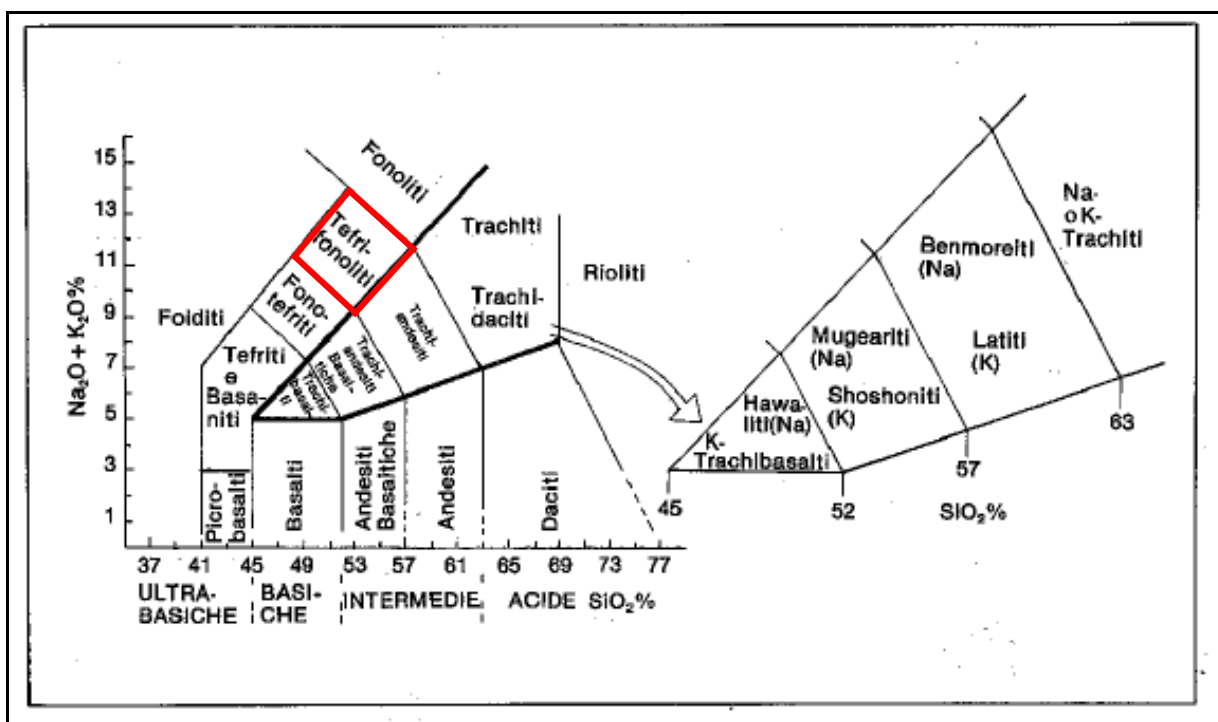 Na₂O + K₂O%
15
13
11
9
7
5
3
1
Foiditi
Fonoliti
Tefri-
fonoliti
Fono-
tefriti
Tefriti
e
Basa-
niti
Picro-
basalti
Trachi-
basal-
ti
Trachi-
andesiti
Basal-
tiche
Trachi-
andesiti
Trachiti
Trachi-
daciti
Rioliti
Basalti
Andesiti
Basaltiche
Andesiti
Daciti
37 41 45 49 53 57 61 65 69 73 77
ULTRA-
BASICHE
BASI-
CHE
INTERMEDIE
ACIDE SiO₂%
Na-
o K-
Trachiti
Benmoreiti
(Na)
Latiti
(K)
Mugeariti
(Na)
Shoshoniti
(K)
Hawa-
iiti(Na)
K-
Trachibasalti
45
52
57
63
SiO₂%